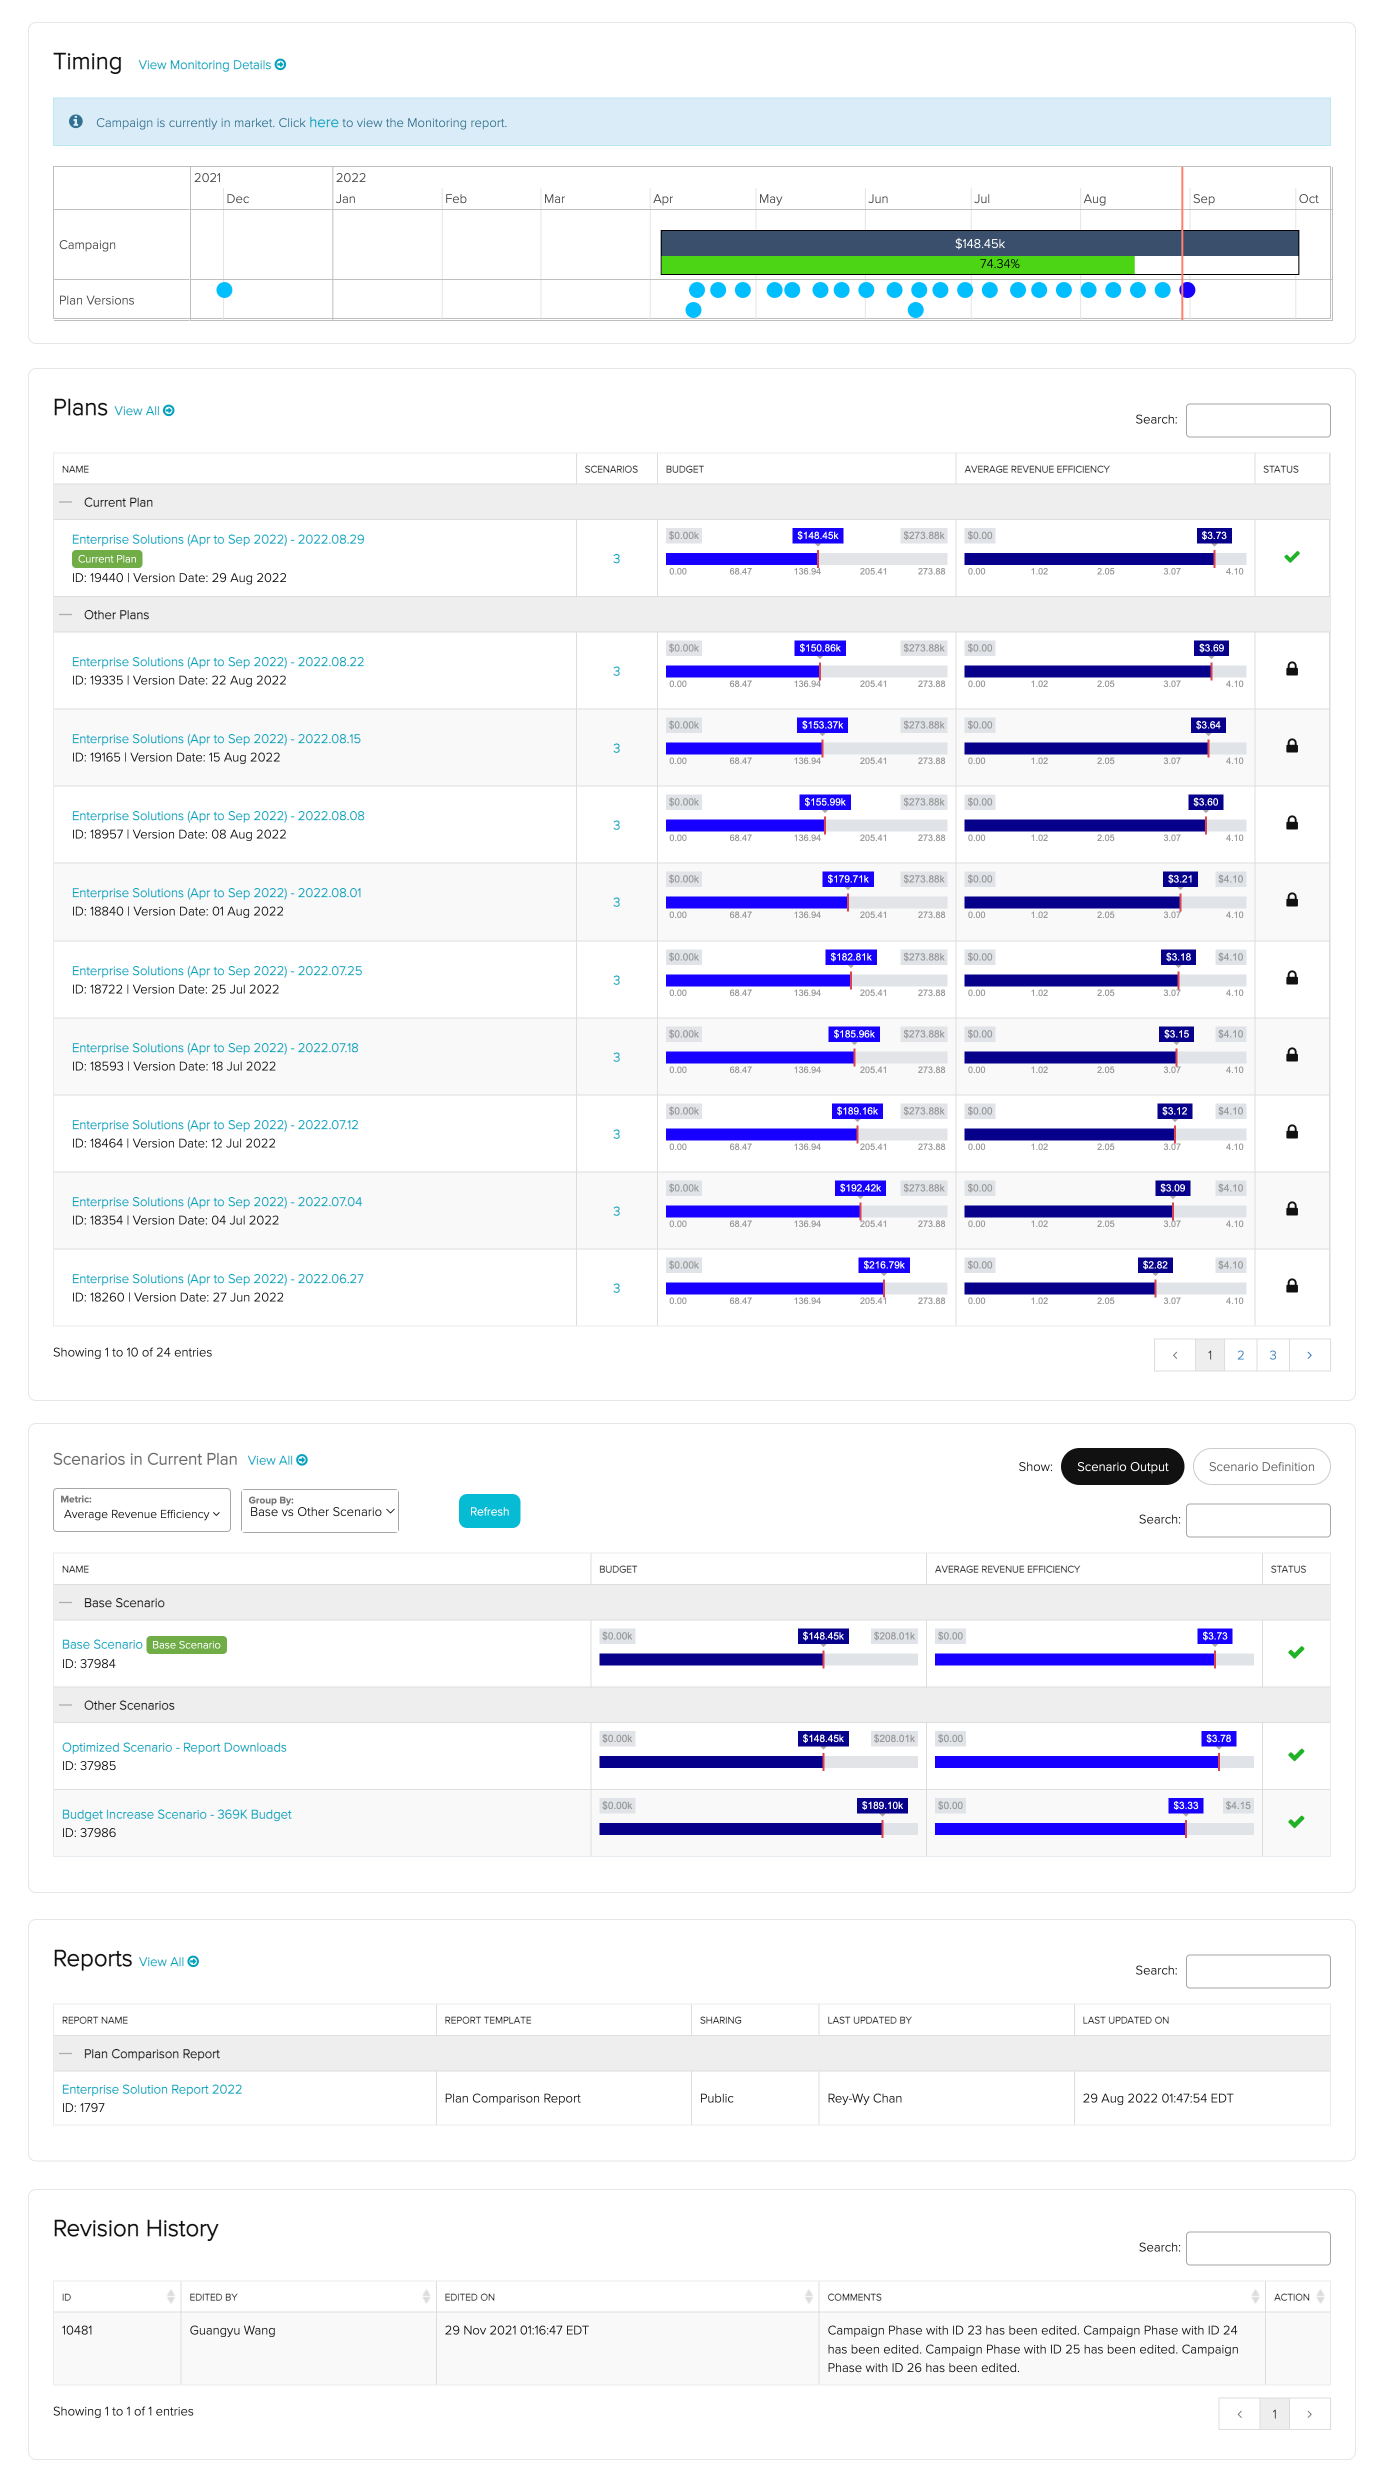 Timing View Monitoring Details
Campaign is currently in market. Click here to view the Monitoring report.
2021 2022
Dec Jan Feb Mar Apr May Jun Jul Aug Sep Oct
Campaign $148.45k
74.34%
Plan Versions
Plans View All
Search:
NAME SCENARIOS BUDGET AVERAGE REVENUE EFFICIENCY STATUS
Current Plan
Enterprise Solutions (Apr to Sep 2022) - 2022.08.29
Current Plan
ID: 19440 | Version Date: 29 Aug 2022
3
$0.00k $148.45k $273.88k
0.00 68.47 136.94 205.41 273.88
$0.00 $3.73
0.00 1.02 2.05 3.07 4.10
Other Plans
Enterprise Solutions (Apr to Sep 2022) - 2022.08.22
ID: 19335 | Version Date: 22 Aug 2022
3
$0.00k $150.86k $273.88k
0.00 68.47 136.94 205.41 273.88
$0.00 $3.69
0.00 1.02 2.05 3.07 4.10
Enterprise Solutions (Apr to Sep 2022) - 2022.08.15
ID: 19165 | Version Date: 15 Aug 2022
3
$0.00k $153.37k $273.88k
0.00 68.47 136.94 205.41 273.88
$0.00 $3.64
0.00 1.02 2.05 3.07 4.10
Enterprise Solutions (Apr to Sep 2022) - 2022.08.08
ID: 18957 | Version Date: 08 Aug 2022
3
$0.00k $155.99k $273.88k
0.00 68.47 136.94 205.41 273.88
$0.00 $3.60
0.00 1.02 2.05 3.07 4.10
Enterprise Solutions (Apr to Sep 2022) - 2022.08.01
ID: 18840 | Version Date: 01 Aug 2022
3
$0.00k $179.71k $273.88k
0.00 68.47 136.94 205.41 273.88
$0.00 $3.21 $4.10
0.00 1.02 2.05 3.07 4.10
Enterprise Solutions (Apr to Sep 2022) - 2022.07.25
ID: 18722 | Version Date: 25 Jul 2022
3
$0.00k $182.81k $273.88k
0.00 68.47 136.94 205.41 273.88
$0.00 $3.18 $4.10
0.00 1.02 2.05 3.07 4.10
Enterprise Solutions (Apr to Sep 2022) - 2022.07.18
ID: 18593 | Version Date: 18 Jul 2022
3
$0.00k $185.96k $273.88k
0.00 68.47 136.94 205.41 273.88
$0.00 $3.15 $4.10
0.00 1.02 2.05 3.07 4.10
Enterprise Solutions (Apr to Sep 2022) - 2022.07.12
ID: 18464 | Version Date: 12 Jul 2022
3
$0.00k $189.16k $273.88k
0.00 68.47 136.94 205.41 273.88
$0.00 $3.12 $4.10
0.00 1.02 2.05 3.07 4.10
Enterprise Solutions (Apr to Sep 2022) - 2022.07.04
ID: 18354 | Version Date: 04 Jul 2022
3
$0.00k $192.42k $273.88k
0.00 68.47 136.94 205.41 273.88
$0.00 $3.09 $4.10
0.00 1.02 2.05 3.07 4.10
Enterprise Solutions (Apr to Sep 2022) - 2022.06.27
ID: 18260 | Version Date: 27 Jun 2022
3
$0.00k $216.79k $273.88k
0.00 68.47 136.94 205.41 273.88
$0.00 $2.82 $4.10
0.00 1.02 2.05 3.07 4.10
Showing 1 to 10 of 24 entries
< 1 2 3 >
Scenarios in Current Plan View All
Show: Scenario Output Scenario Definition
Metric:
Average Revenue Efficiency
Group By:
Base vs Other Scenario
Refresh
Search:
NAME BUDGET AVERAGE REVENUE EFFICIENCY STATUS
Base Scenario
Base Scenario Base Scenario
ID: 37984
$0.00k $148.45k $208.01k
$0.00 $3.73
Other Scenarios
Optimized Scenario - Report Downloads
ID: 37985
$0.00k $148.45k $208.01k
$0.00 $3.78
Budget Increase Scenario - 369K Budget
ID: 37986
$0.00k $189.10k
$0.00 $3.33 $4.15
Reports View All
Search:
REPORT NAME REPORT TEMPLATE SHARING LAST UPDATED BY LAST UPDATED ON
Plan Comparison Report
Enterprise Solution Report 2022
ID: 1797
Plan Comparison Report Public Rey-Wy Chan 29 Aug 2022 01:47:54 EDT
Revision History
Search:
ID EDITED BY EDITED ON COMMENTS ACTION
10481 Guangyu Wang 29 Nov 2021 01:16:47 EDT Campaign Phase with ID 23 has been edited. Campaign Phase with ID 24
has been edited. Campaign Phase with ID 25 has been edited. Campaign
Phase with ID 26 has been edited.
Showing 1 to 1 of 1 entries
< 1 >